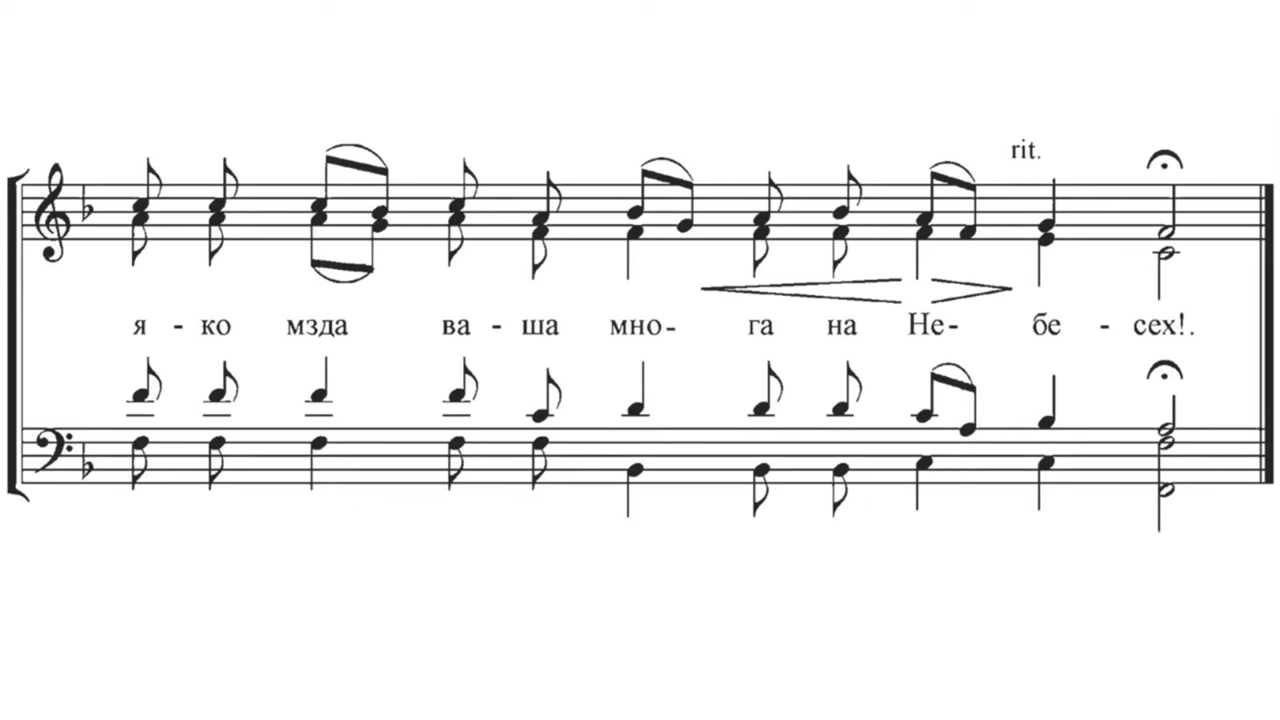 rit.
я - ко мзда ва - ша мно- га на Не- бе - сех!.